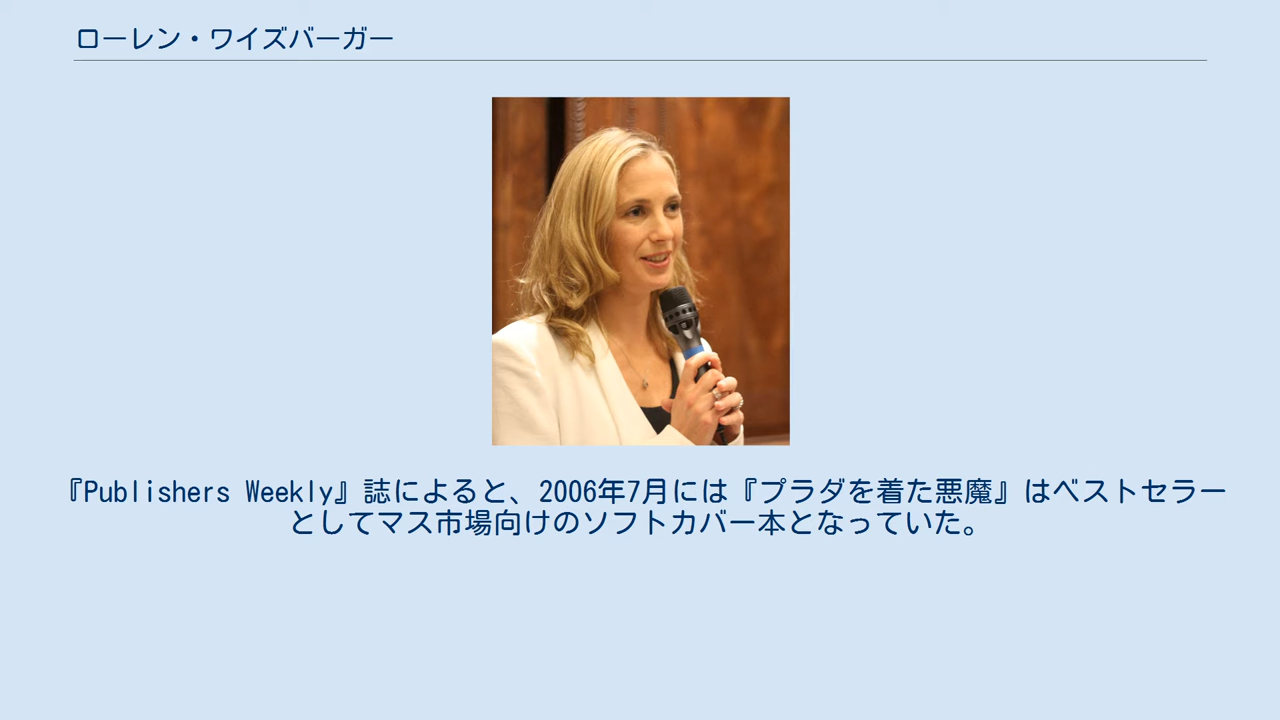 ローレン・ワイズバーガー
『Publishers Weekly』誌によると、2006年7月には『プラダを着た悪魔』はベストセラー
としてマス市場向けのソフトカバー本となっていた。